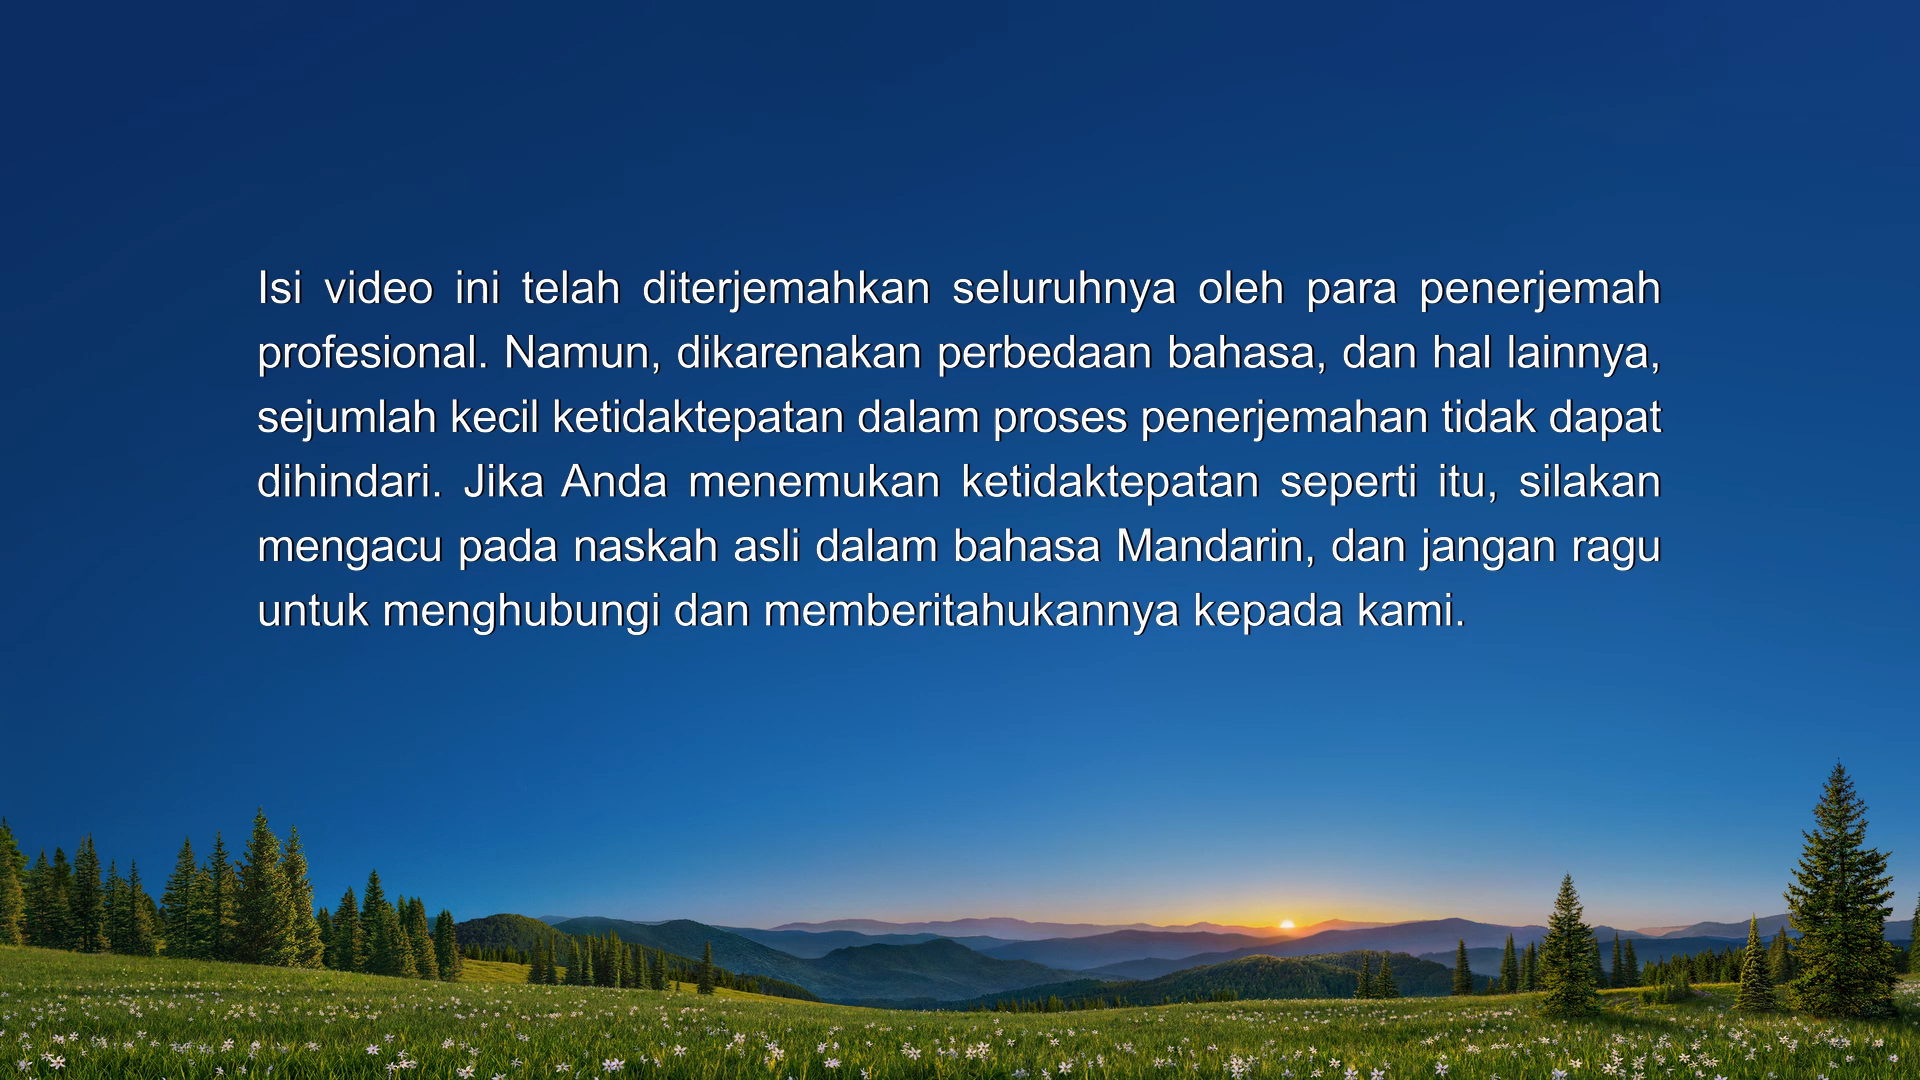 Isi video ini telah diterjemahkan seluruhnya oleh para penerjemah
profesional. Namun, dikarenakan perbedaan bahasa, dan hal lainnya,
sejumlah kecil ketidaktepatan dalam proses penerjemahan tidak dapat
dihindari. Jika Anda menemukan ketidaktepatan seperti itu, silakan
mengacu pada naskah asli dalam bahasa Mandarin, dan jangan ragu
untuk menghubungi dan memberitahukannya kepada kami.